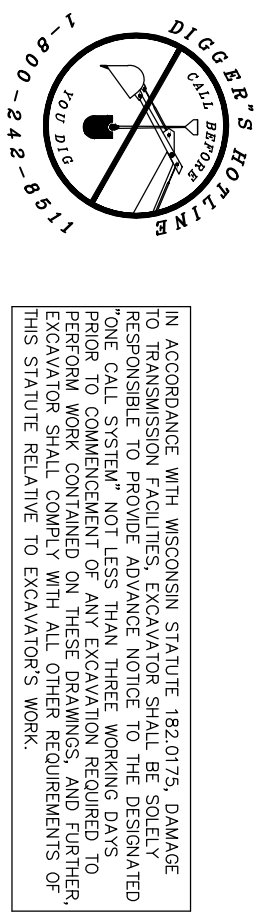 DIGGER'S HOTLINE
CALL BEFORE
YOU DIG
1-800-242-8511
IN ACCORDANCE WITH WISCONSIN STATUTE 182.0175, DAMAGE
TO TRANSMISSION FACILITIES, EXCAVATOR SHALL BE SOLELY
RESPONSIBLE TO PROVIDE ADVANCE NOTICE TO THE DESIGNATED
"ONE CALL SYSTEM" NOT LESS THAN THREE WORKING DAYS
PRIOR TO COMMENCEMENT OF ANY EXCAVATION REQUIRED TO
PERFORM WORK CONTAINED ON THESE DRAWINGS, AND FURTHER,
EXCAVATOR SHALL COMPLY WITH ALL OTHER REQUIREMENTS OF
THIS STATUTE RELATIVE TO EXCAVATOR'S WORK.